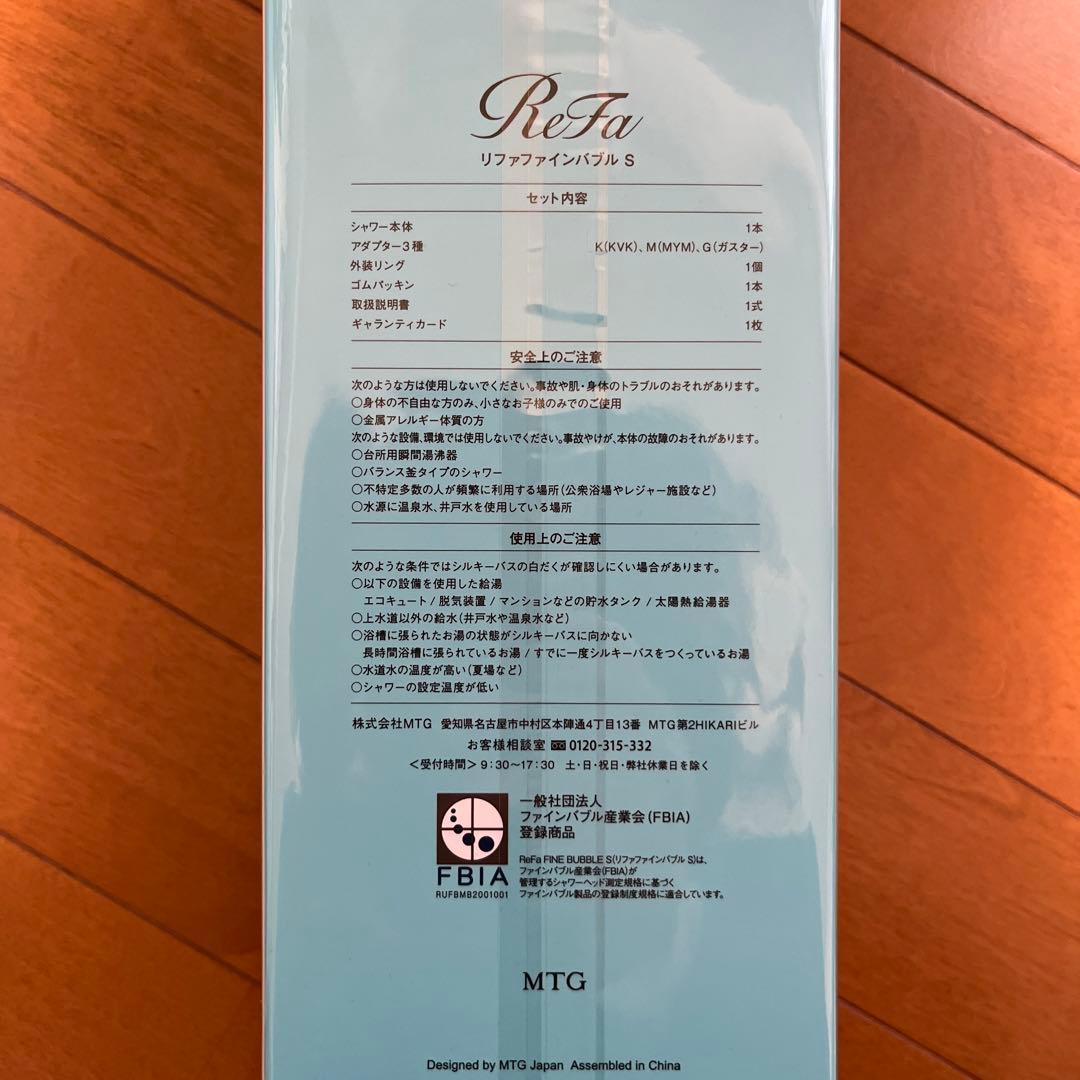 ReFa
リファファインバブル S
セット内容
シャワー本体 1本
アダプター3種 K(KVK)、M(MYM)、G(ガスター)
外装リング 1個
ゴムパッキン 1本
取扱説明書 1式
ギャランティカード 1枚
安全上のご注意
次のような方は使用しないでください。事故や肌・身体のトラブルのおそれがあります。
○身体の不自由な方のみ、小さなお子様のみでのご使用
○金属アレルギー体質の方
次のような設備、環境では使用しないでください。事故やけが、本体の故障のおそれがあります。
○台所用瞬間湯沸器
○バランス釜タイプのシャワー
○不特定多数の人が頻繁に利用する場所(公衆浴場やレジャー施設など)
○水源に温泉水、井戸水を使用している場所
使用上のご注意
次のような条件ではシルキーバスの白だくが確認しにくい場合があります。
○以下の設備を使用した給湯
エコキュート / 脱気装置 / マンションなどの貯水タンク / 太陽熱給湯器
○上水道以外の給水(井戸水や温泉水など)
○浴槽に張られたお湯の状態がシルキーバスに向かない
長時間浴槽に張られているお湯 / すでに一度シルキーバスをつくっているお湯
○水道水の温度が高い(夏場など)
○シャワーの設定温度が低い
株式会社MTG 愛知県名古屋市中村区本陣通4丁目13番 MTG第2HIKARIビル
お客様相談室 0120-315-332
<受付時間> 9:30~17:30 土・日・祝日・弊社休業日を除く
一般社団法人
ファインバブル産業会(FBIA)
登録商品
FBIA
RUFBMB2001001
ReFa FINE BUBBLE S(リファファインバブル S)は、
ファインバブル産業会(FBIA)が
管理するシャワーヘッド測定規格に基づく
ファインバブル製品の登録制度規格に適合しています。
MTG
Designed by MTG Japan Assembled in China